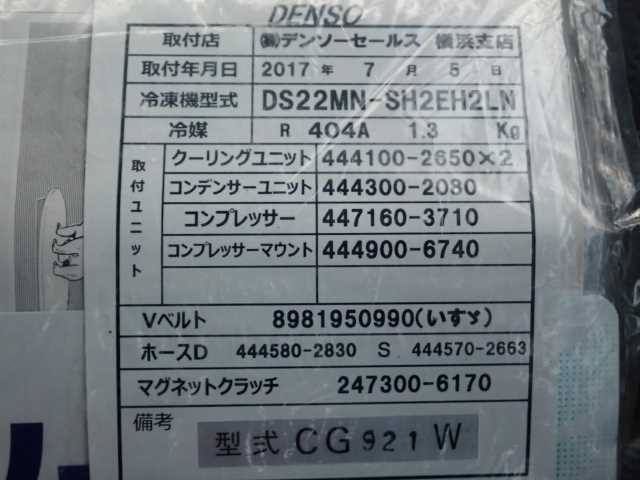 DENSO
取付店 ㈱デンソーセールス 横浜支店
取付年月日 2017 年 7 月 5 日
冷凍機型式 DS22MN-SH2EH2LN
冷媒 R 404A 1.3 Kg
取付ユニット
クーリングユニット 444100-2650×2
コンデンサーユニット 444300-2080
コンプレッサー 447160-3710
コンプレッサーマウント 444900-6740
Vベルト 8981950990(いすゞ)
ホースD 444580-2830 S 444570-2663
マグネットクラッチ 247300-6170
備考 型式 CG921W